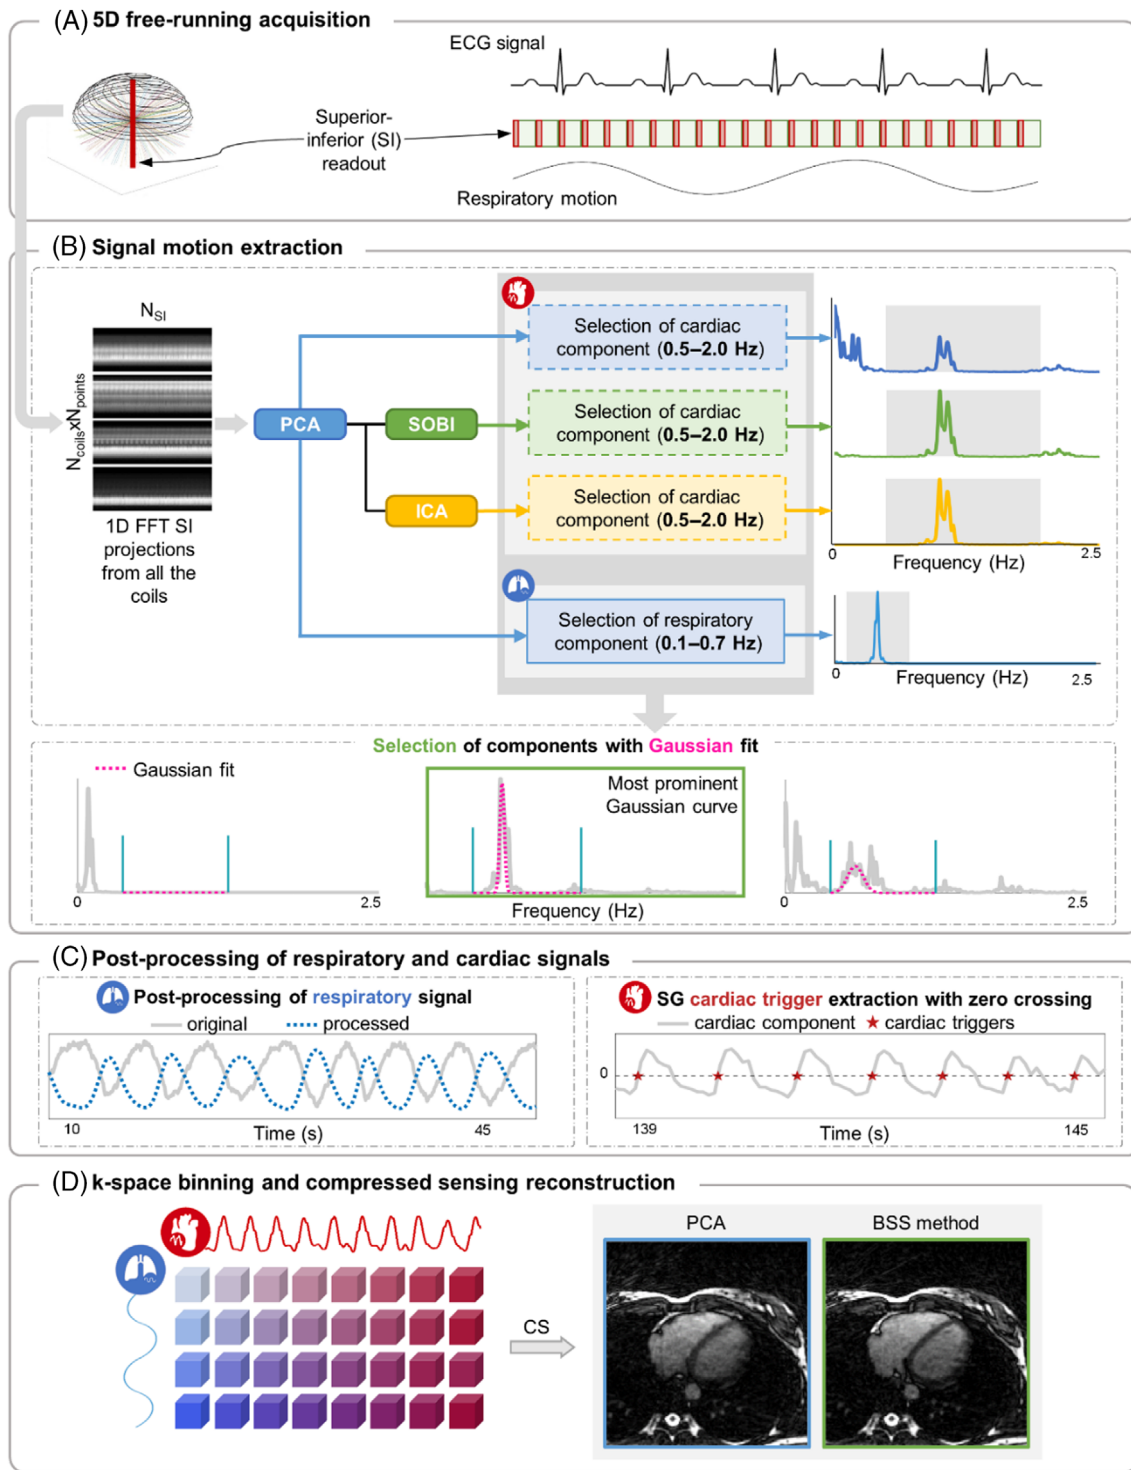 (A) 5D free-running acquisition
ECG signal
Superior-
inferior (SI)
readout
Respiratory motion
(B) Signal motion extraction
N_SI
N_coils x N_points
1D FFT SI
projections
from all the
coils
PCA
SOBI
ICA
Selection of cardiac
component (0.5–2.0 Hz)
Selection of cardiac
component (0.5–2.0 Hz)
Selection of cardiac
component (0.5–2.0 Hz)
0
2.5
Frequency (Hz)
Selection of respiratory
component (0.1–0.7 Hz)
0
2.5
Frequency (Hz)
Selection of components with Gaussian fit
Gaussian fit
Most prominent
Gaussian curve
0
2.5
Frequency (Hz)
0
2.5
(C) Post-processing of respiratory and cardiac signals
Post-processing of respiratory signal
original
processed
10
Time (s)
45
SG cardiac trigger extraction with zero crossing
cardiac component
cardiac triggers
0
139
Time (s)
145
(D) k-space binning and compressed sensing reconstruction
CS
PCA
BSS method